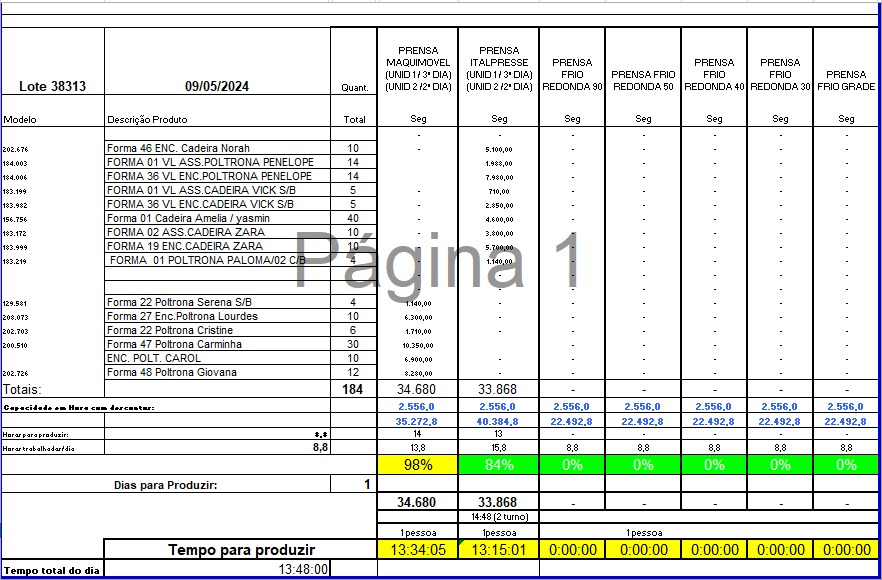 PRENSA MAQUIMOVEL (UNID 1 / 3ª DIA) (UNID 2 /2ª DIA) PRENSA ITALPRESSE (UNID 1 / 3ª DIA) (UNID 2 /2ª DIA) PRENSA FRIO REDONDA 90 PRENSA FRIO REDONDA 50 PRENSA FRIO REDONDA 40 PRENSA FRIO REDONDA 30 PRENSA FRIO GRADE
Lote 38313 09/05/2024 Quant.
Modelo Descrição Produto Total Seg Seg Seg Seg Seg Seg Seg
- - - - - - -
202.676 Forma 46 ENC. Cadeira Norah 10 - 5.100,00 - - - - -
184.003 FORMA 01 VL ASS.POLTRONA PENELOPE 14 - 1.988,00 - - - - -
184.006 FORMA 36 VL ENC.POLTRONA PENELOPE 14 - 7.980,00 - - - - -
183.199 FORMA 01 VL ASS.CADEIRA VICK S/B 5 - 710,00 - - - - -
183.982 FORMA 36 VL ENC.CADEIRA VICK S/B 5 - 2.850,00 - - - - -
156.756 Forma 01 Cadeira Amelia / yasmin 40 - 4.600,00 - - - - -
183.172 FORMA 02 ASS.CADEIRA ZARA 10 - 3.800,00 - - - - -
183.999 FORMA 19 ENC.CADEIRA ZARA 10 - 5.700,00 - - - - -
183.219 FORMA 01 POLTRONA PALOMA/02 C/B 4 - 1.140,00 - - - - -
Página 1
- - - - - - -
- - - - - - -
129.581 Forma 22 Poltrona Serena S/B 4 1.140,00 - - - - - -
208.073 Forma 27 Enc.Poltrona Lourdes 10 6.300,00 - - - - - -
202.703 Forma 22 Poltrona Cristine 6 1.710,00 - - - - - -
200.510 Forma 47 Poltrona Carminha 30 10.350,00 - - - - - -
ENC. POLT. CAROL 10 6.900,00 - - - - - -
202.726 Forma 48 Poltrona Giovana 12 8.280,00 - - - - - -
Totais: 184 34.680 33.868 - - - - -
Capacidade em Hora com descontar: 2.556,0 2.556,0 2.556,0 2.556,0 2.556,0 2.556,0 2.556,0
35.272,8 40.384,8 22.492,8 22.492,8 22.492,8 22.492,8 22.492,8
Horas para produzir: 8,8 14 13 - - - - -
Horas trabalhadas/dia 8,8 13,8 15,8 8,8 8,8 8,8 8,8 8,8
98% 84% 0% 0% 0% 0% 0%
Dias para Produzir: 1
34.680 33.868 - - - - -
14:48 (2 turno)
1pessoa 1pessoa 1pessoa
Tempo para produzir 13:34:05 13:15:01 0:00:00 0:00:00 0:00:00 0:00:00 0:00:00
Tempo total do dia 13:48:00